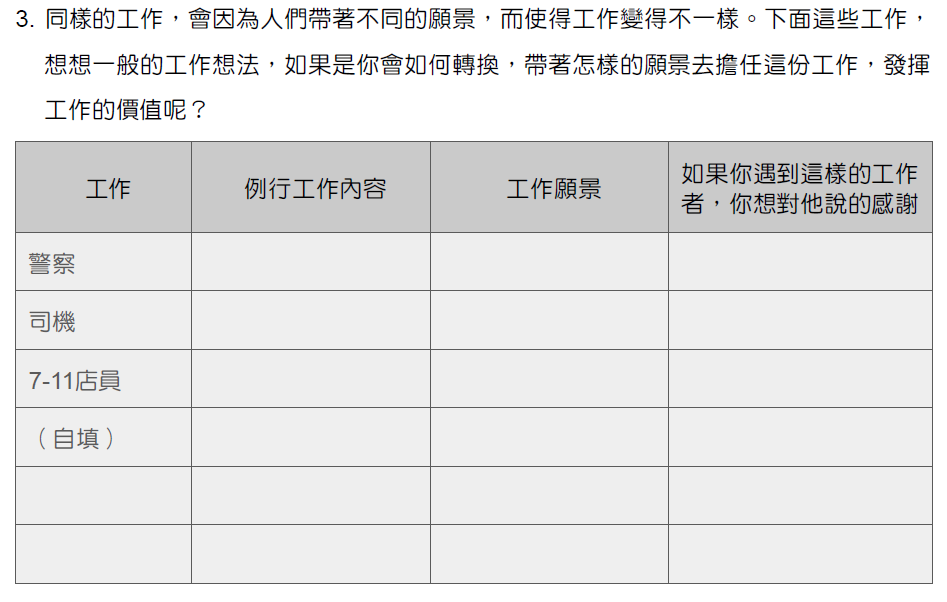 3. 同樣的工作，會因為人們帶著不同的願景，而使得工作變得不一樣。下面這些工作，
想想一般的工作想法，如果是你會如何轉換，帶著怎樣的願景去擔任這份工作，發揮
工作的價值呢？
工作
例行工作內容
工作願景
如果你遇到這樣的工作
者，你想對他說的感謝
警察
司機
7-11店員
（自填）